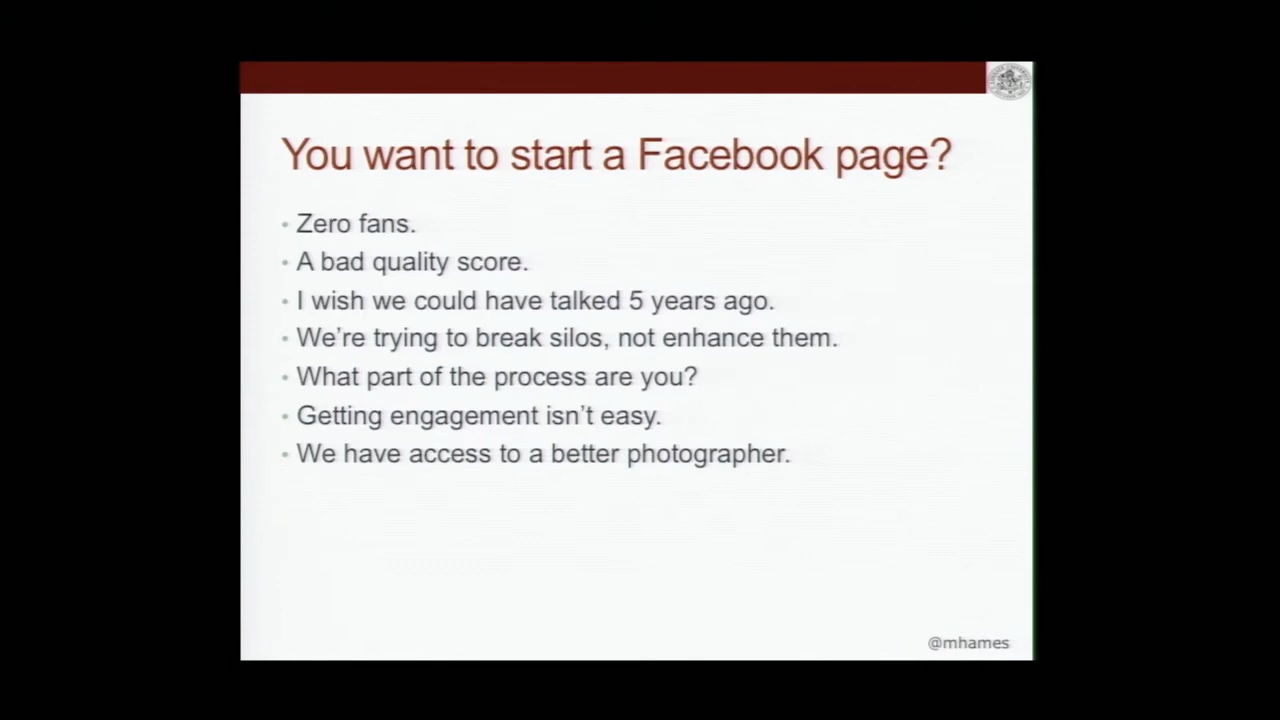 You want to start a Facebook page?
• Zero fans.
• A bad quality score.
• I wish we could have talked 5 years ago.
• We're trying to break silos, not enhance them.
• What part of the process are you?
• Getting engagement isn't easy.
• We have access to a better photographer.
@mhames